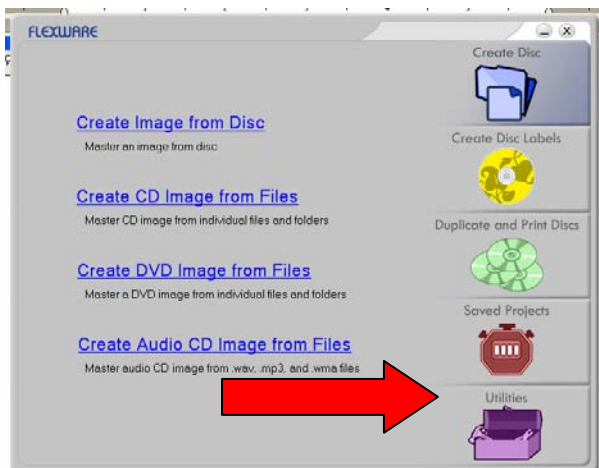 FLEXWARE
Create Disc
Create Image from Disc
Master an image from disc
Create Disc Labels
Create CD Image from Files
Master CD image from individual files and folders
Duplicate and Print Discs
Create DVD Image from Files
Master a DVD image from individual files and folders
Saved Projects
Create Audio CD Image from Files
Master audio CD image from .wav, .mp3, and .wma files
Utilities